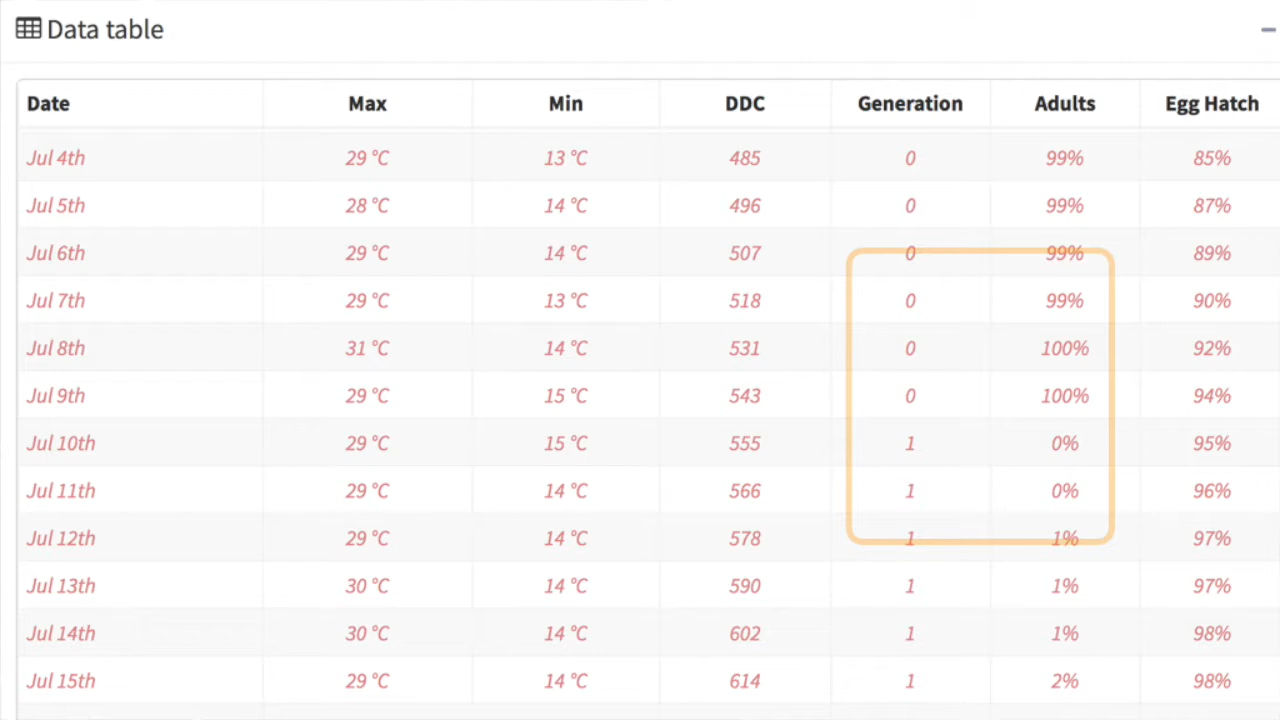 Data table
Date Max Min DDC Generation Adults Egg Hatch
Jul 4th 29 °C 13 °C 485 0 99% 85%
Jul 5th 28 °C 14 °C 496 0 99% 87%
Jul 6th 29 °C 14 °C 507 0 99% 89%
Jul 7th 29 °C 13 °C 518 0 99% 90%
Jul 8th 31 °C 14 °C 531 0 100% 92%
Jul 9th 29 °C 15 °C 543 0 100% 94%
Jul 10th 29 °C 15 °C 555 1 0% 95%
Jul 11th 29 °C 14 °C 566 1 0% 96%
Jul 12th 29 °C 14 °C 578 1 1% 97%
Jul 13th 30 °C 14 °C 590 1 1% 97%
Jul 14th 30 °C 14 °C 602 1 1% 98%
Jul 15th 29 °C 14 °C 614 1 2% 98%